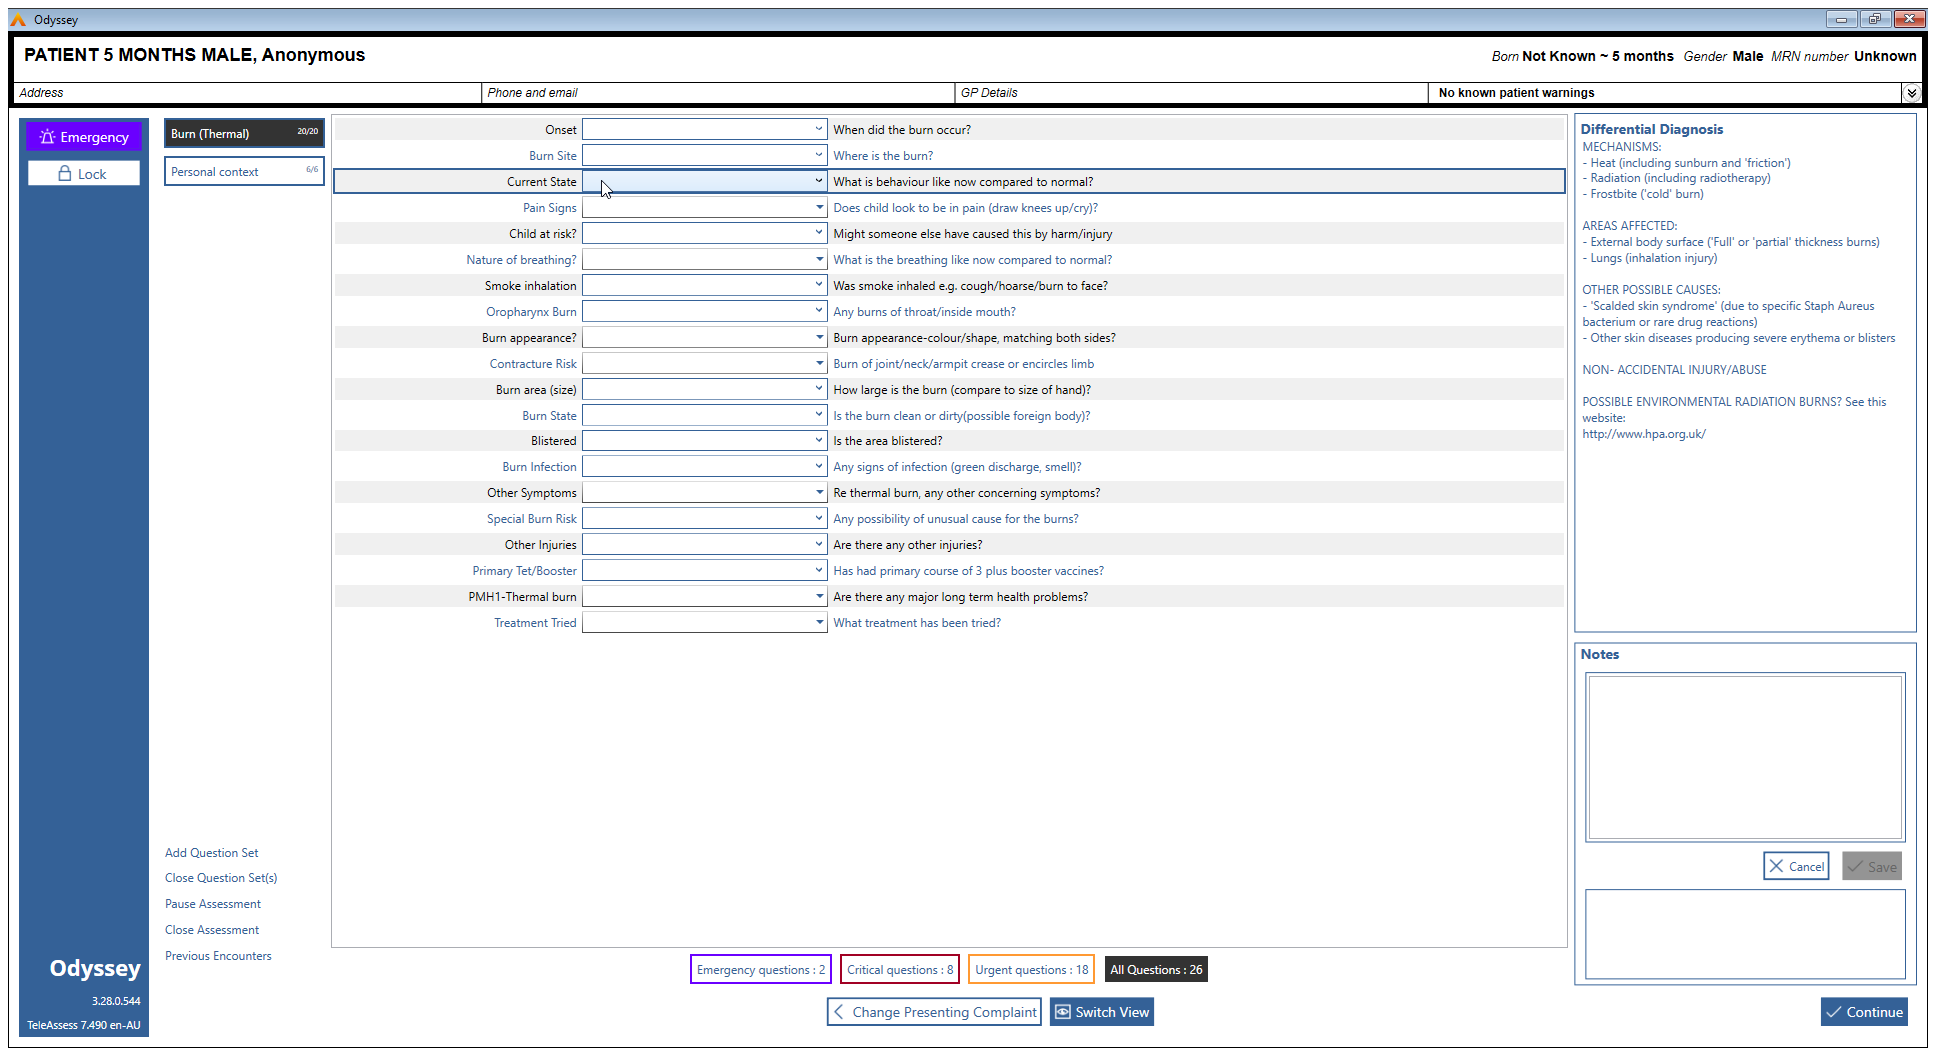 Odyssey
PATIENT 5 MONTHS MALE, Anonymous
Born Not Known ~ 5 months Gender Male MRN number Unknown
Address
Phone and email
GP Details
No known patient warnings
Emergency
Lock
Burn (Thermal) 20/20
Personal context 6/6
Onset When did the burn occur?
Burn Site Where is the burn?
Current State What is behaviour like now compared to normal?
Pain Signs Does child look to be in pain (draw knees up/cry)?
Child at risk? Might someone else have caused this by harm/injury
Nature of breathing? What is the breathing like now compared to normal?
Smoke inhalation Was smoke inhaled e.g. cough/hoarse/burn to face?
Oropharynx Burn Any burns of throat/inside mouth?
Burn appearance? Burn appearance-colour/shape, matching both sides?
Contracture Risk Burn of joint/neck/armpit crease or encircles limb
Burn area (size) How large is the burn (compare to size of hand)?
Burn State Is the burn clean or dirty(possible foreign body)?
Blistered Is the area blistered?
Burn Infection Any signs of infection (green discharge, smell)?
Other Symptoms Re thermal burn, any other concerning symptoms?
Special Burn Risk Any possibility of unusual cause for the burns?
Other Injuries Are there any other injuries?
Primary Tet/Booster Has had primary course of 3 plus booster vaccines?
PMH1-Thermal burn Are there any major long term health problems?
Treatment Tried What treatment has been tried?
Differential Diagnosis
MECHANISMS:
- Heat (including sunburn and 'friction')
- Radiation (including radiotherapy)
- Frostbite ('cold' burn)
AREAS AFFECTED:
- External body surface ('Full' or 'partial' thickness burns)
- Lungs (inhalation injury)
OTHER POSSIBLE CAUSES:
- 'Scalded skin syndrome' (due to specific Staph Aureus
bacterium or rare drug reactions)
- Other skin diseases producing severe erythema or blisters
NON- ACCIDENTAL INJURY/ABUSE
POSSIBLE ENVIRONMENTAL RADIATION BURNS? See this
website:
http://www.hpa.org.uk/
Notes
Cancel
Save
Add Question Set
Close Question Set(s)
Pause Assessment
Close Assessment
Previous Encounters
Odyssey
3.28.0.544
TeleAssess 7.490 en-AU
Emergency questions : 2
Critical questions : 8
Urgent questions : 18
All Questions : 26
Change Presenting Complaint
Switch View
Continue